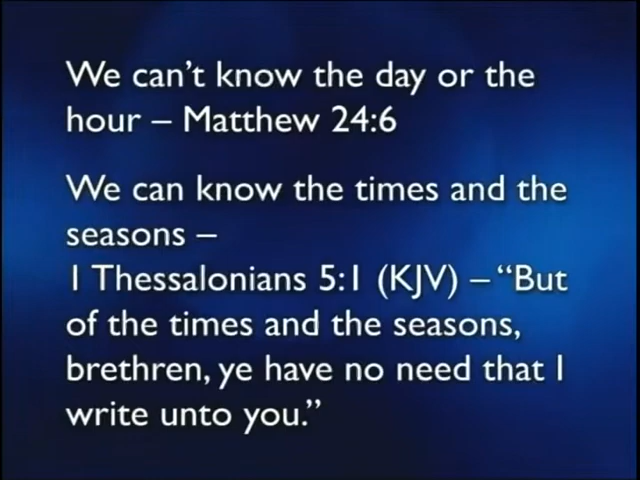 We can't know the day or the
hour – Matthew 24:6
We can know the times and the
seasons –
1 Thessalonians 5:1 (KJV) – “But
of the times and the seasons,
brethren, ye have no need that I
write unto you.”